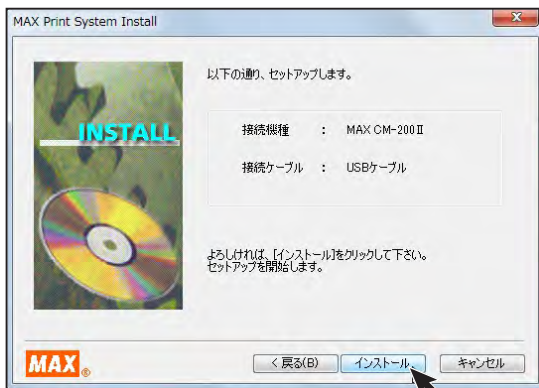 MAX Print System Install
以下の通り、セットアップします。
INSTALL
接続機種 : MAX CM-200Ⅱ
接続ケーブル : USBケーブル
よろしければ、[インストール]をクリックして下さい。
セットアップを開始します。
MAX®
< 戻る(B)
インストール
キャンセル